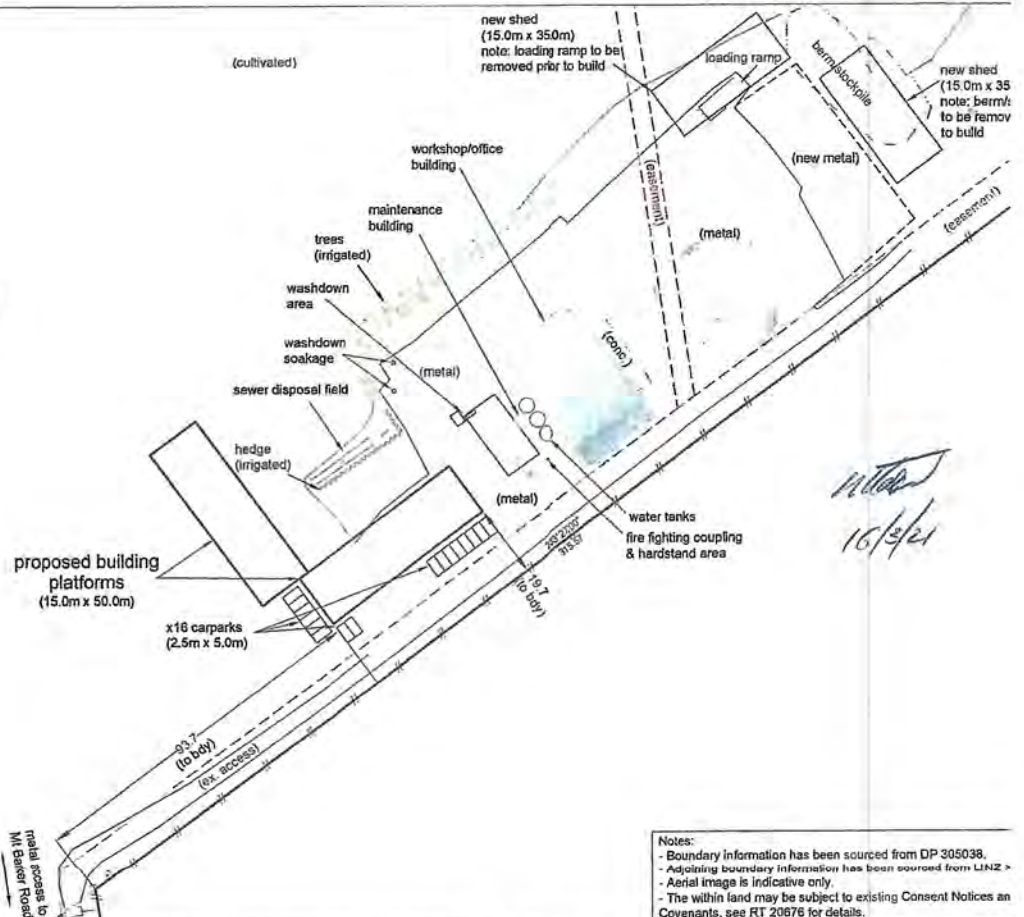 (cultivated)
new shed
(15.0m x 35.0m)
note: loading ramp to be
removed prior to build
loading ramp
berm/stockpile
new shed
(15.0m x 35
note: berm/s
to be remov
to build
workshop/office
building
(new metal)
(easement)
maintenance
building
(metal)
(easement)
trees
(irrigated)
washdown
area
washdown
soakage
(metal)
(conc.)
sewer disposal field
hedge
(irrigated)
(metal)
water tanks
fire fighting coupling
& hardstand area
243°27'00"
315.57
16/3/21
proposed building
platforms
(15.0m x 50.0m)
19.7
(to bdy)
x16 carparks
(2.5m x 5.0m)
93.7
(to bdy)
(ex. access)
metal access to
Mt Barker Road
Notes:
- Boundary information has been sourced from DP 305038.
- Adjoining boundary information has been sourced from LINZ >
- Aerial image is indicative only.
- The within land may be subject to existing Consent Notices an
Covenants, see RT 20676 for details.